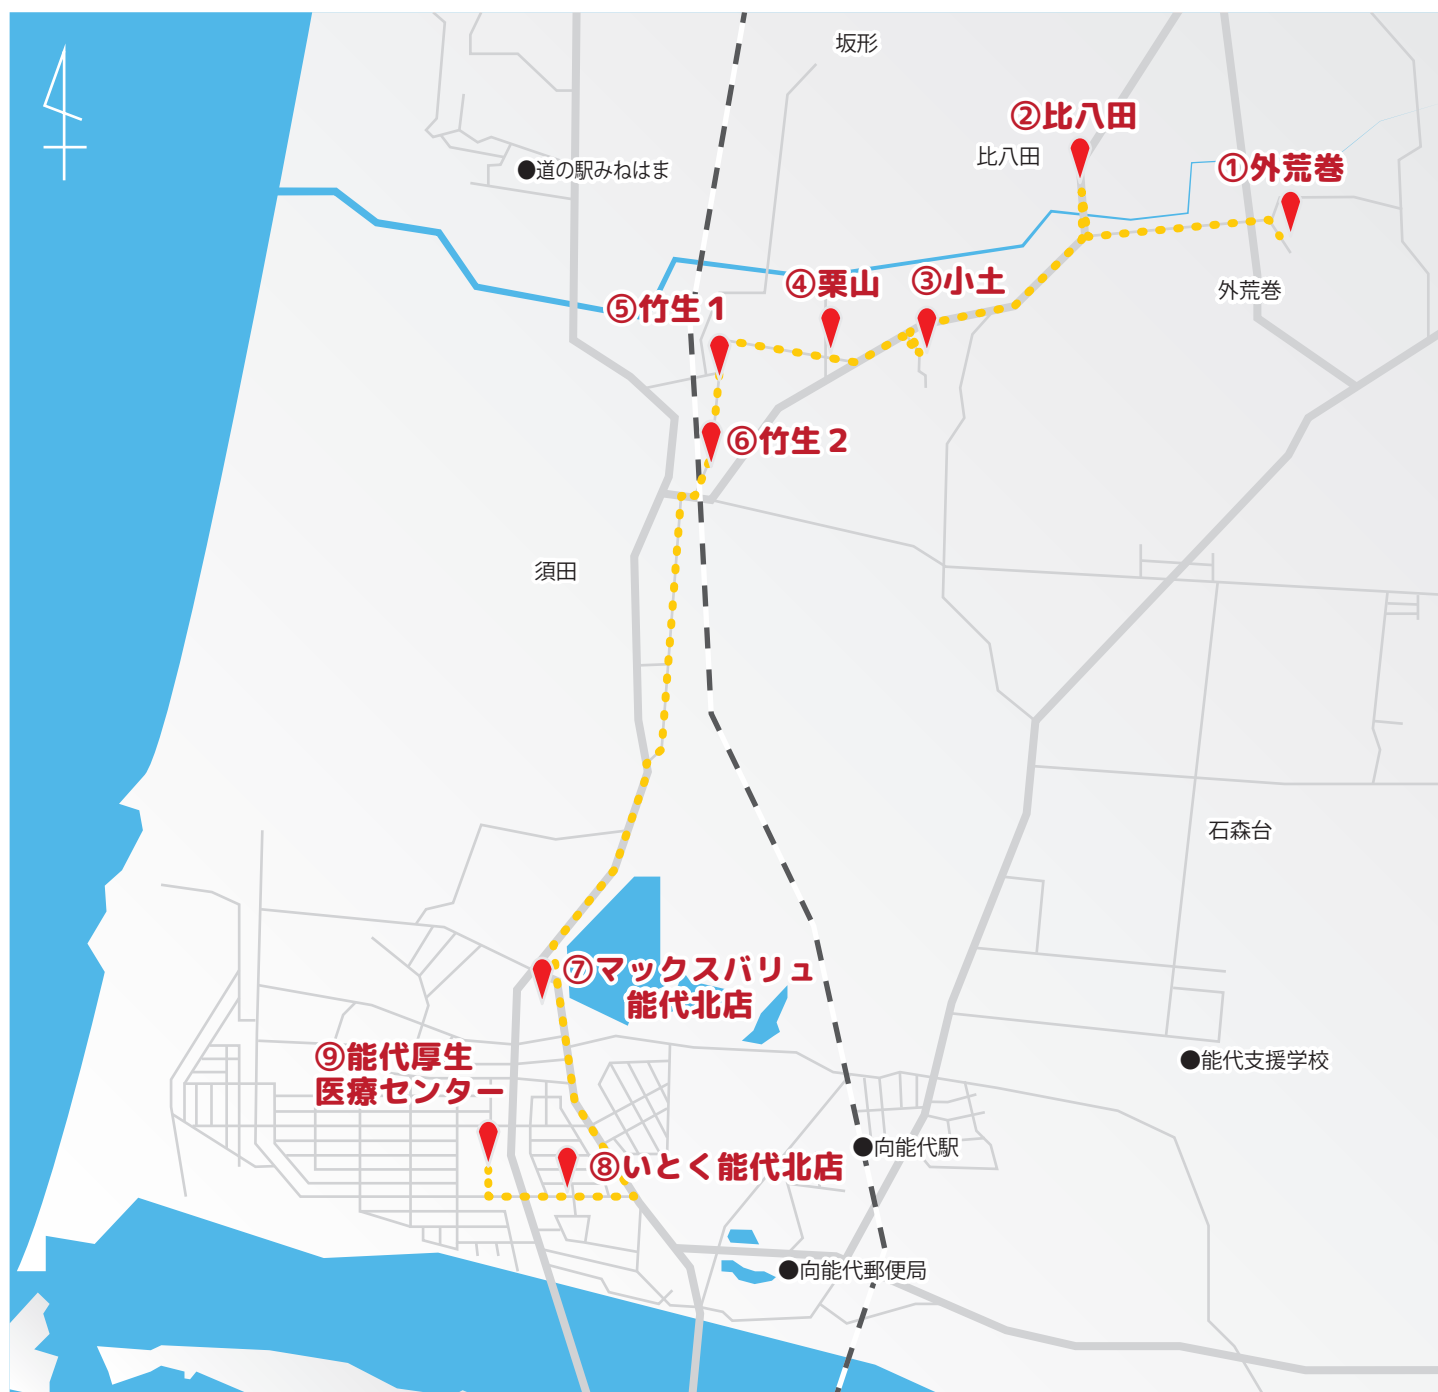 坂形
②比八田
比八田
①外荒巻
●道の駅みねはま
外荒巻
④栗山
③小土
⑤竹生１
⑥竹生２
須田
石森台
⑦マックスバリュ
能代北店
⑨能代厚生
医療センター
●能代支援学校
●向能代駅
⑧いとく能代北店
●向能代郵便局